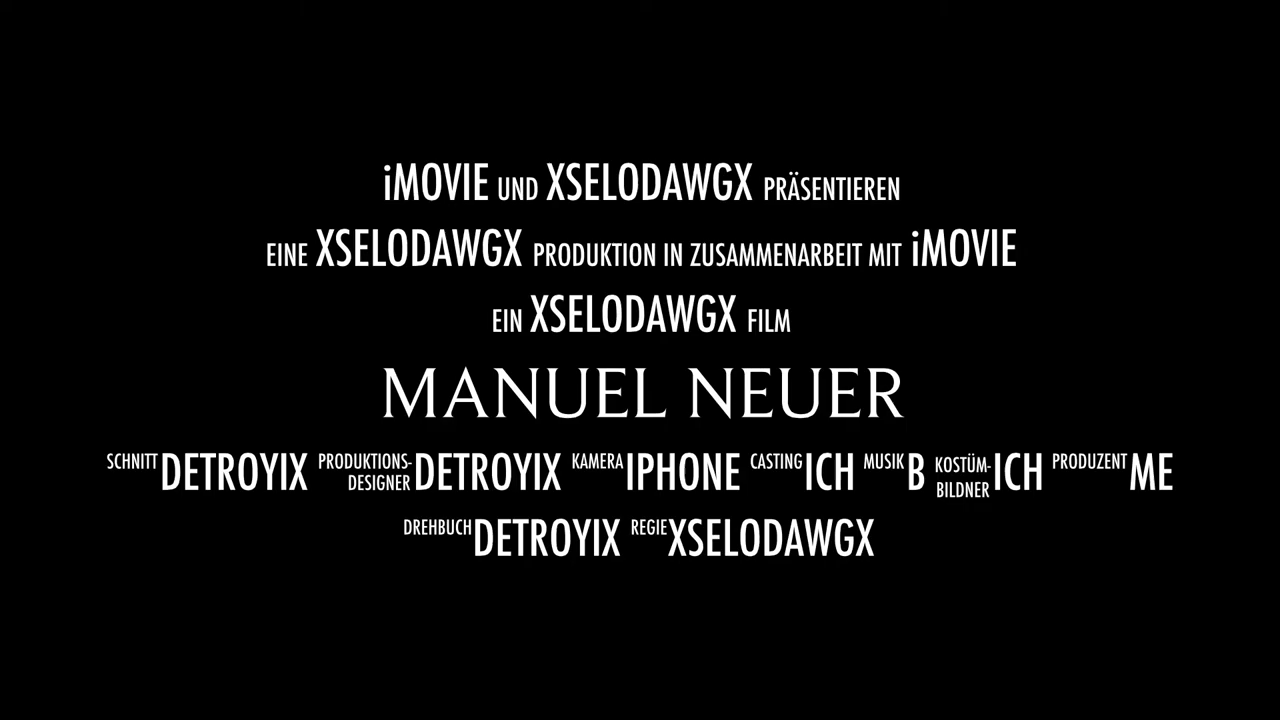 iMOVIE UND XSELODAWGX PRÄSENTIEREN
EINE XSELODAWGX PRODUKTION IN ZUSAMMENARBEIT MIT iMOVIE
EIN XSELODAWGX FILM
MANUEL NEUER
SCHNITT DETROYIX PRODUKTIONS-DESIGNER DETROYIX KAMERA IPHONE CASTING ICH MUSIK B KOSTÜM-BILDNER ICH PRODUZENT ME
DREHBUCH DETROYIX REGIE XSELODAWGX